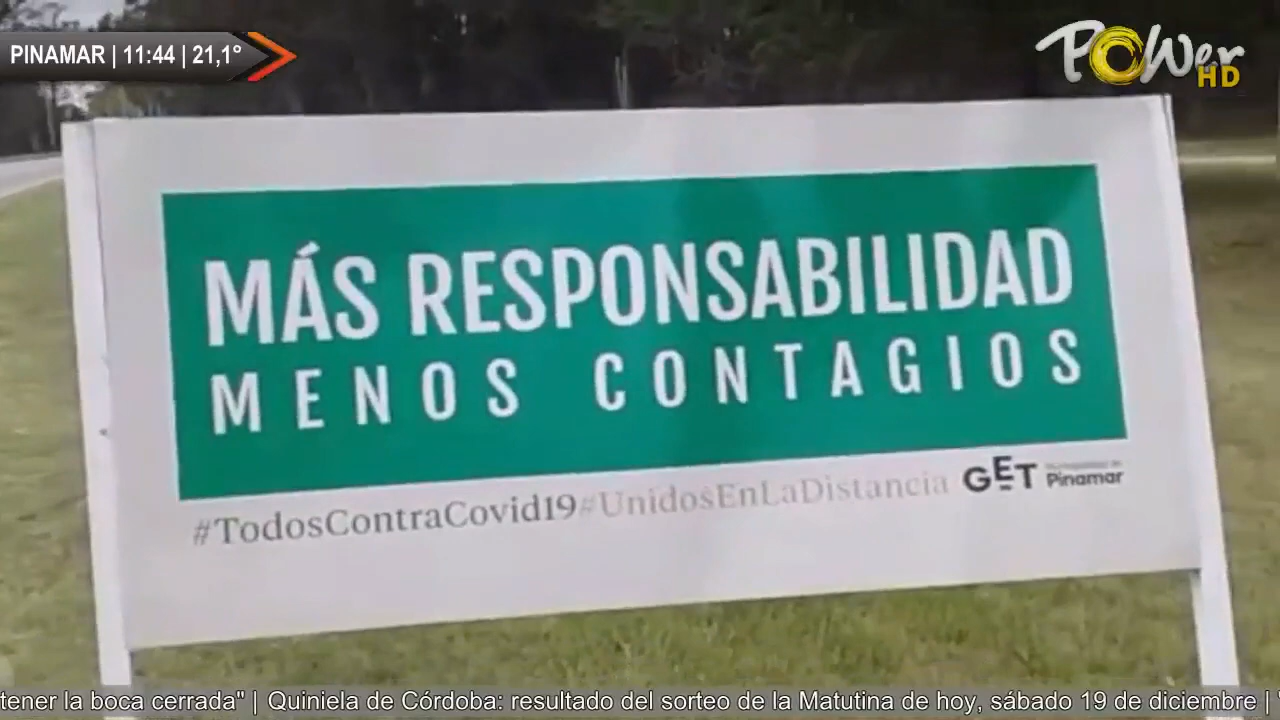 PINAMAR | 11:44 | 21,1°
POWer
HD
MÁS RESPONSABILIDAD
MENOS CONTAGIOS
#TodosContraCovid19#UnidosEnLaDistancia
GET
Pinamar
tener la boca cerrada" | Quiniela de Córdoba: resultado del sorteo de la Matutina de hoy, sábado 19 de diciembre |